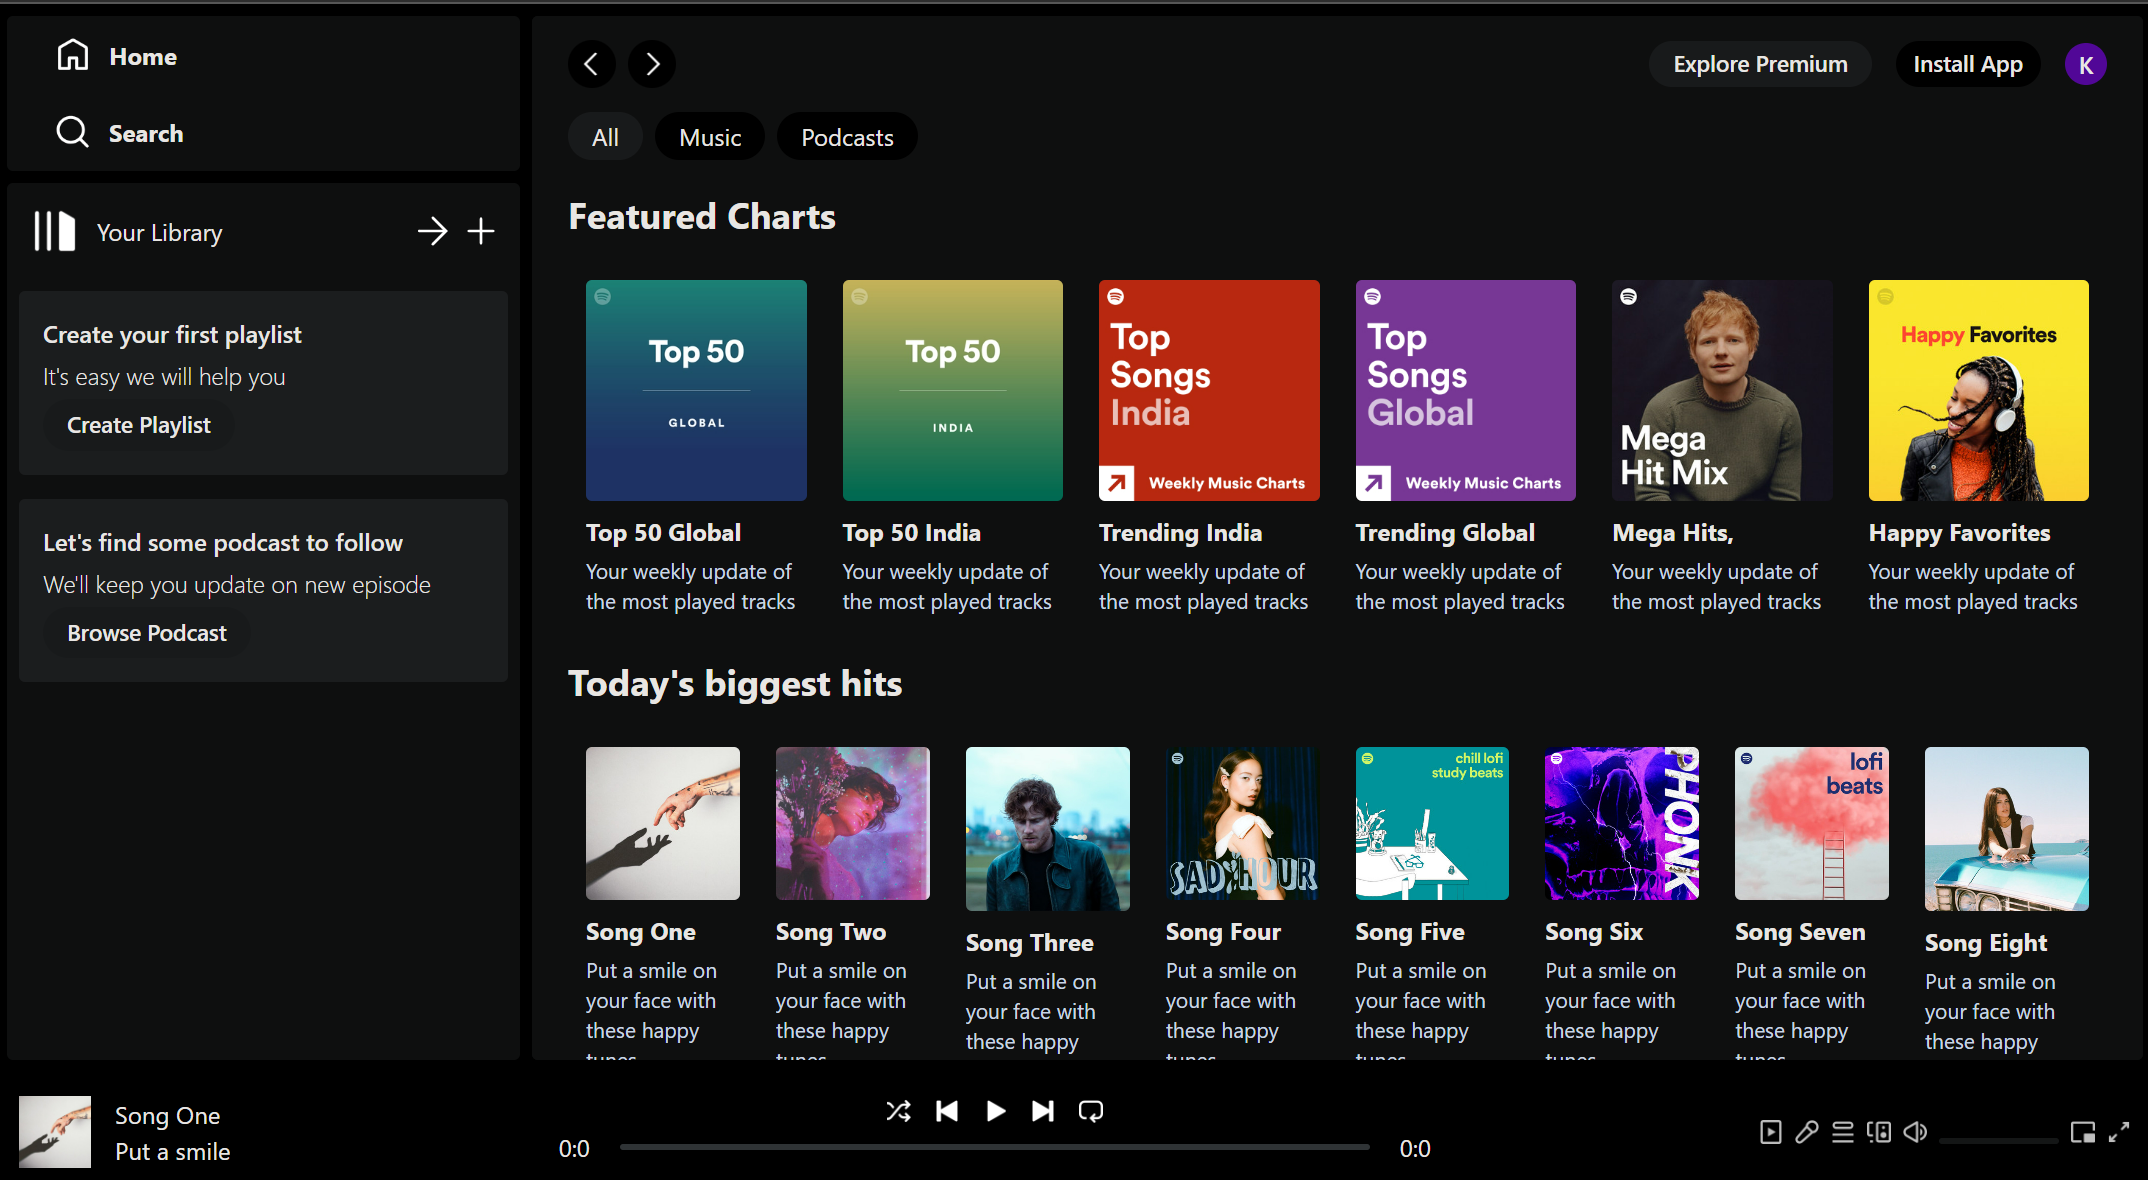 Home
Search
Your Library
Create your first playlist
It's easy we will help you
Create Playlist
Let's find some podcast to follow
We'll keep you update on new episode
Browse Podcast
Explore Premium
Install App
K
All
Music
Podcasts
Featured Charts
Top 50
GLOBAL
Top 50 Global
Your weekly update of
the most played tracks
Top 50
INDIA
Top 50 India
Your weekly update of
the most played tracks
Top
Songs
India
Weekly Music Charts
Trending India
Your weekly update of
the most played tracks
Top
Songs
Global
Weekly Music Charts
Trending Global
Your weekly update of
the most played tracks
Mega
Hit Mix
Mega Hits,
Your weekly update of
the most played tracks
Happy Favorites
Happy Favorites
Your weekly update of
the most played tracks
Today's biggest hits
Song One
Put a smile on
your face with
these happy
tunes
Song Two
Put a smile on
your face with
these happy
tunes
Song Three
Put a smile on
your face with
these happy
SAD HOUR
Song Four
Put a smile on
your face with
these happy
tunes
chill lofi
study beats
Song Five
Put a smile on
your face with
these happy
tunes
PHONK
Song Six
Put a smile on
your face with
these happy
tunes
lofi
beats
Song Seven
Put a smile on
your face with
these happy
tunes
Song Eight
Put a smile on
your face with
these happy
Song One
Put a smile
0:0
0:0